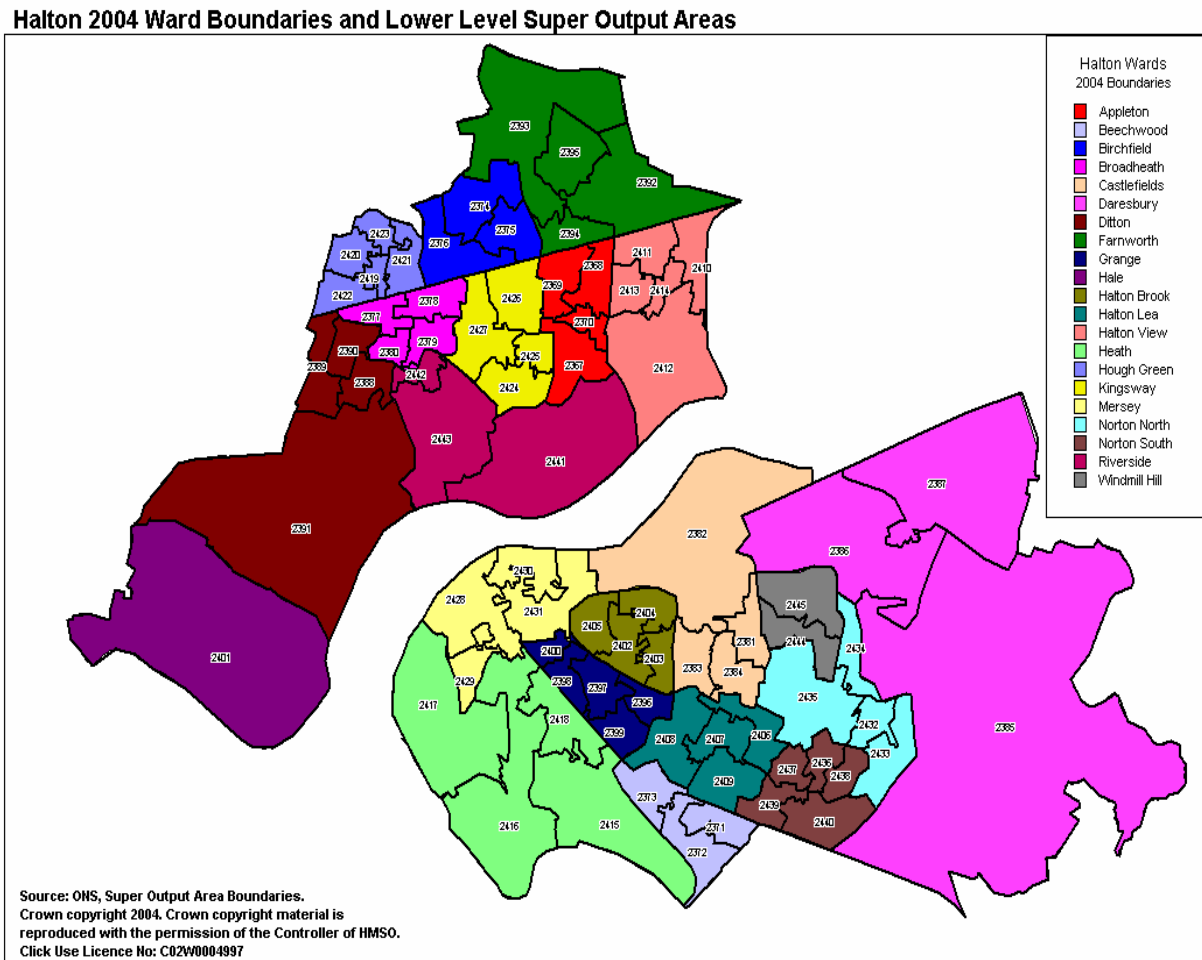 Halton 2004 Ward Boundaries and Lower Level Super Output Areas
Halton Wards
2004 Boundaries
Appleton
Beechwood
Birchfield
Broadheath
Castlefields
Daresbury
Ditton
Farnworth
Grange
Hale
Halton Brook
Halton Lea
Halton View
Heath
Hough Green
Kingsway
Mersey
Norton North
Norton South
Riverside
Windmill Hill
2393
2395
2392
2374
2375
2376
2394
2423
2420
2421
2419
2422
2411
2410
2368
2369
2413
2414
2378
2377
2426
2370
2427
2379
2390
2380
2425
2389
2367
2412
2442
2388
2424
2443
2441
2391
2387
2382
2386
2430
2428
2431
2445
2404
2405
2444
2381
2402
2434
2400
2401
2403
2383
2384
2429
2398
2397
2435
2417
2396
2418
2432
2385
2399
2408
2407
2406
2433
2437
2436
2438
2409
2373
2439
2416
2415
2371
2440
2372
Source: ONS, Super Output Area Boundaries.
Crown copyright 2004. Crown copyright material is
reproduced with the permission of the Controller of HMSO.
Click Use Licence No: C02W0004997